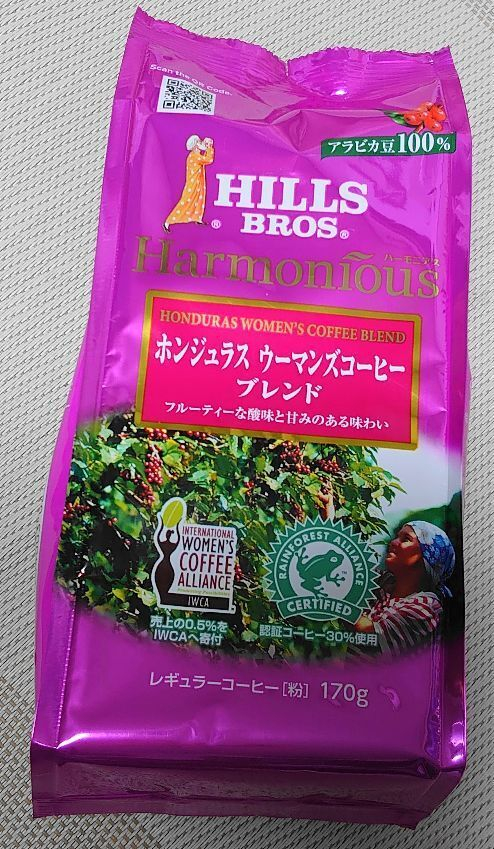 Scan the QR Code.
アラビカ豆100%
HILLS
BROS
®
®
ハーモニアス
Harmonious
HONDURAS WOMEN'S COFFEE BLEND
ホンジュラス ウーマンズコーヒー
ブレンド
フルーティーな酸味と甘みのある味わい
INTERNATIONAL
WOMEN'S
COFFEE
ALLIANCE
Empowering Possibilities
IWCA
RAINFOREST ALLIANCE
CERTIFIED
売上の0.5%を
IWCAへ寄付
認証コーヒー30%使用
レギュラーコーヒー[粉] 170g